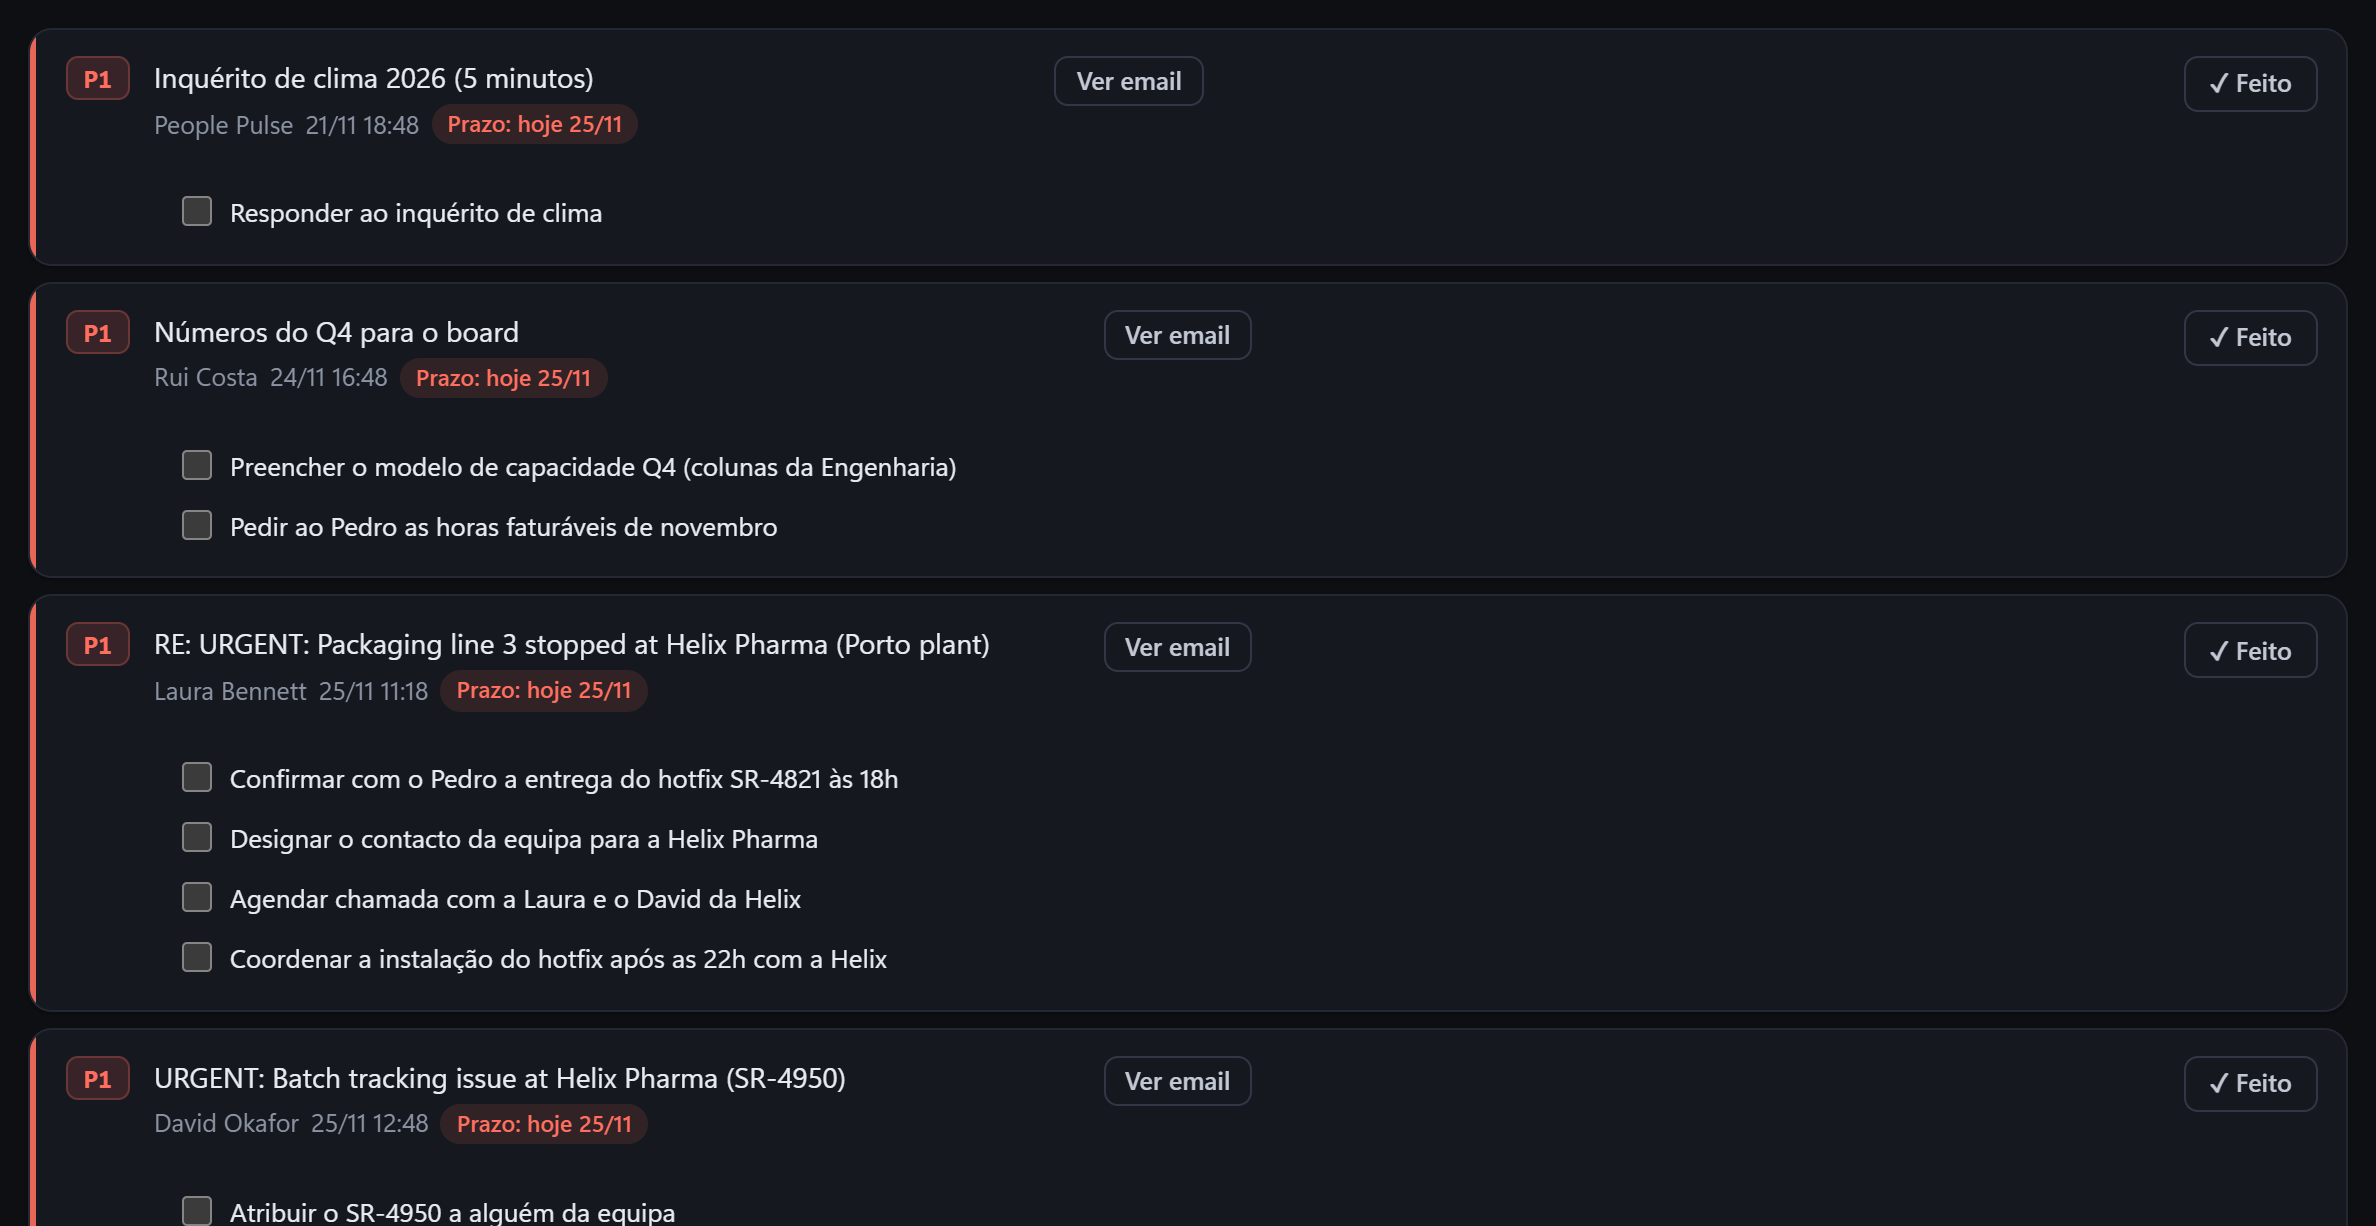 P1 Inquérito de clima 2026 (5 minutos) Ver email ✓ Feito
People Pulse 21/11 18:48 Prazo: hoje 25/11
Responder ao inquérito de clima
P1 Números do Q4 para o board Ver email ✓ Feito
Rui Costa 24/11 16:48 Prazo: hoje 25/11
Preencher o modelo de capacidade Q4 (colunas da Engenharia)
Pedir ao Pedro as horas faturáveis de novembro
P1 RE: URGENT: Packaging line 3 stopped at Helix Pharma (Porto plant) Ver email ✓ Feito
Laura Bennett 25/11 11:18 Prazo: hoje 25/11
Confirmar com o Pedro a entrega do hotfix SR-4821 às 18h
Designar o contacto da equipa para a Helix Pharma
Agendar chamada com a Laura e o David da Helix
Coordenar a instalação do hotfix após as 22h com a Helix
P1 URGENT: Batch tracking issue at Helix Pharma (SR-4950) Ver email ✓ Feito
David Okafor 25/11 12:48 Prazo: hoje 25/11
Atribuir o SR-4950 a alguém da equipa